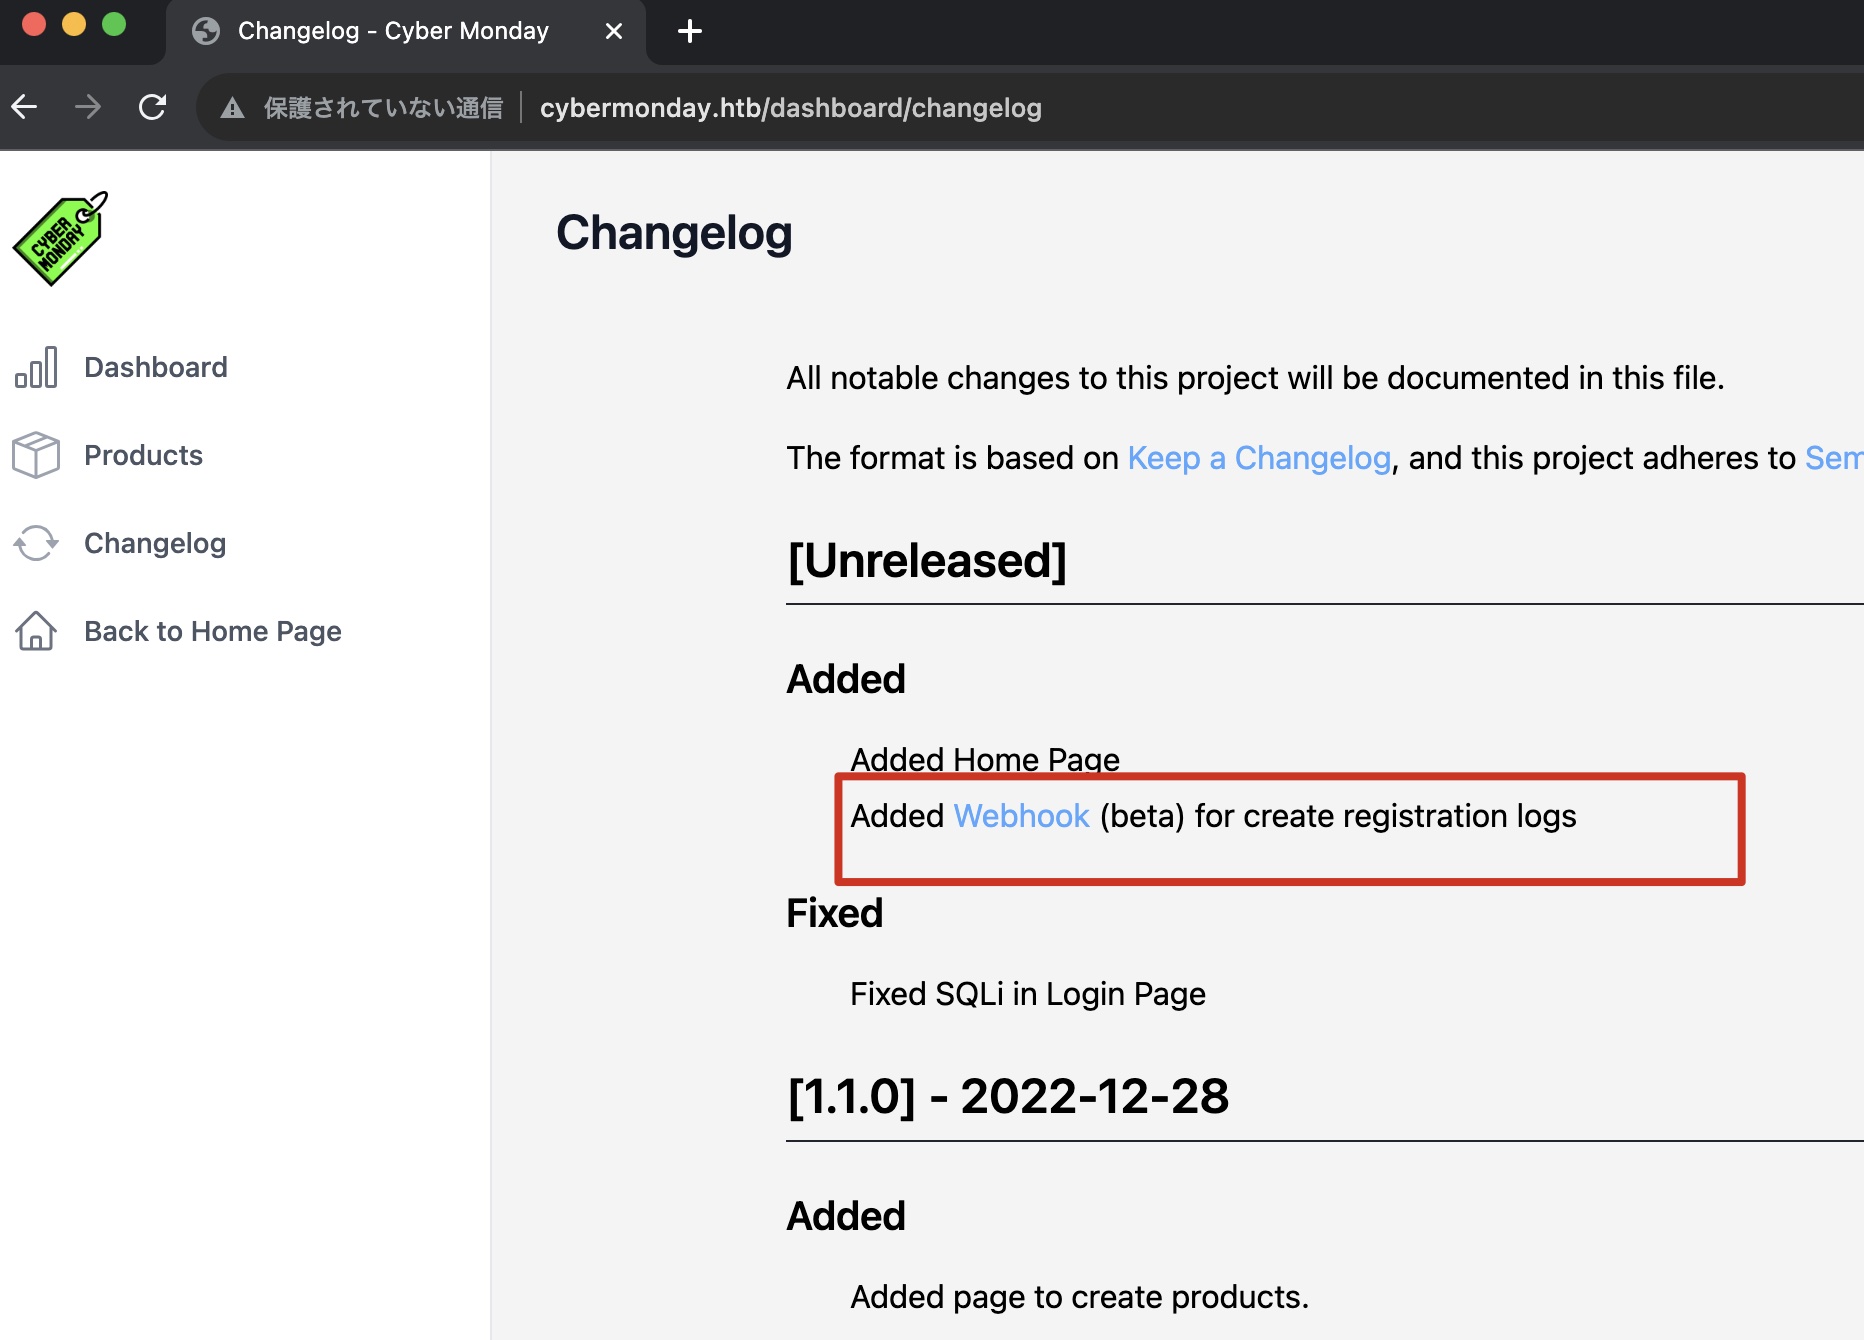 Changelog - Cyber Monday
保護されていない通信 cybermonday.htb/dashboard/changelog
CYBER
MONDAY
Dashboard
Products
Changelog
Back to Home Page
Changelog
All notable changes to this project will be documented in this file.
The format is based on Keep a Changelog, and this project adheres to Sem
[Unreleased]
Added
Added Home Page
Added Webhook (beta) for create registration logs
Fixed
Fixed SQLi in Login Page
[1.1.0] - 2022-12-28
Added
Added page to create products.